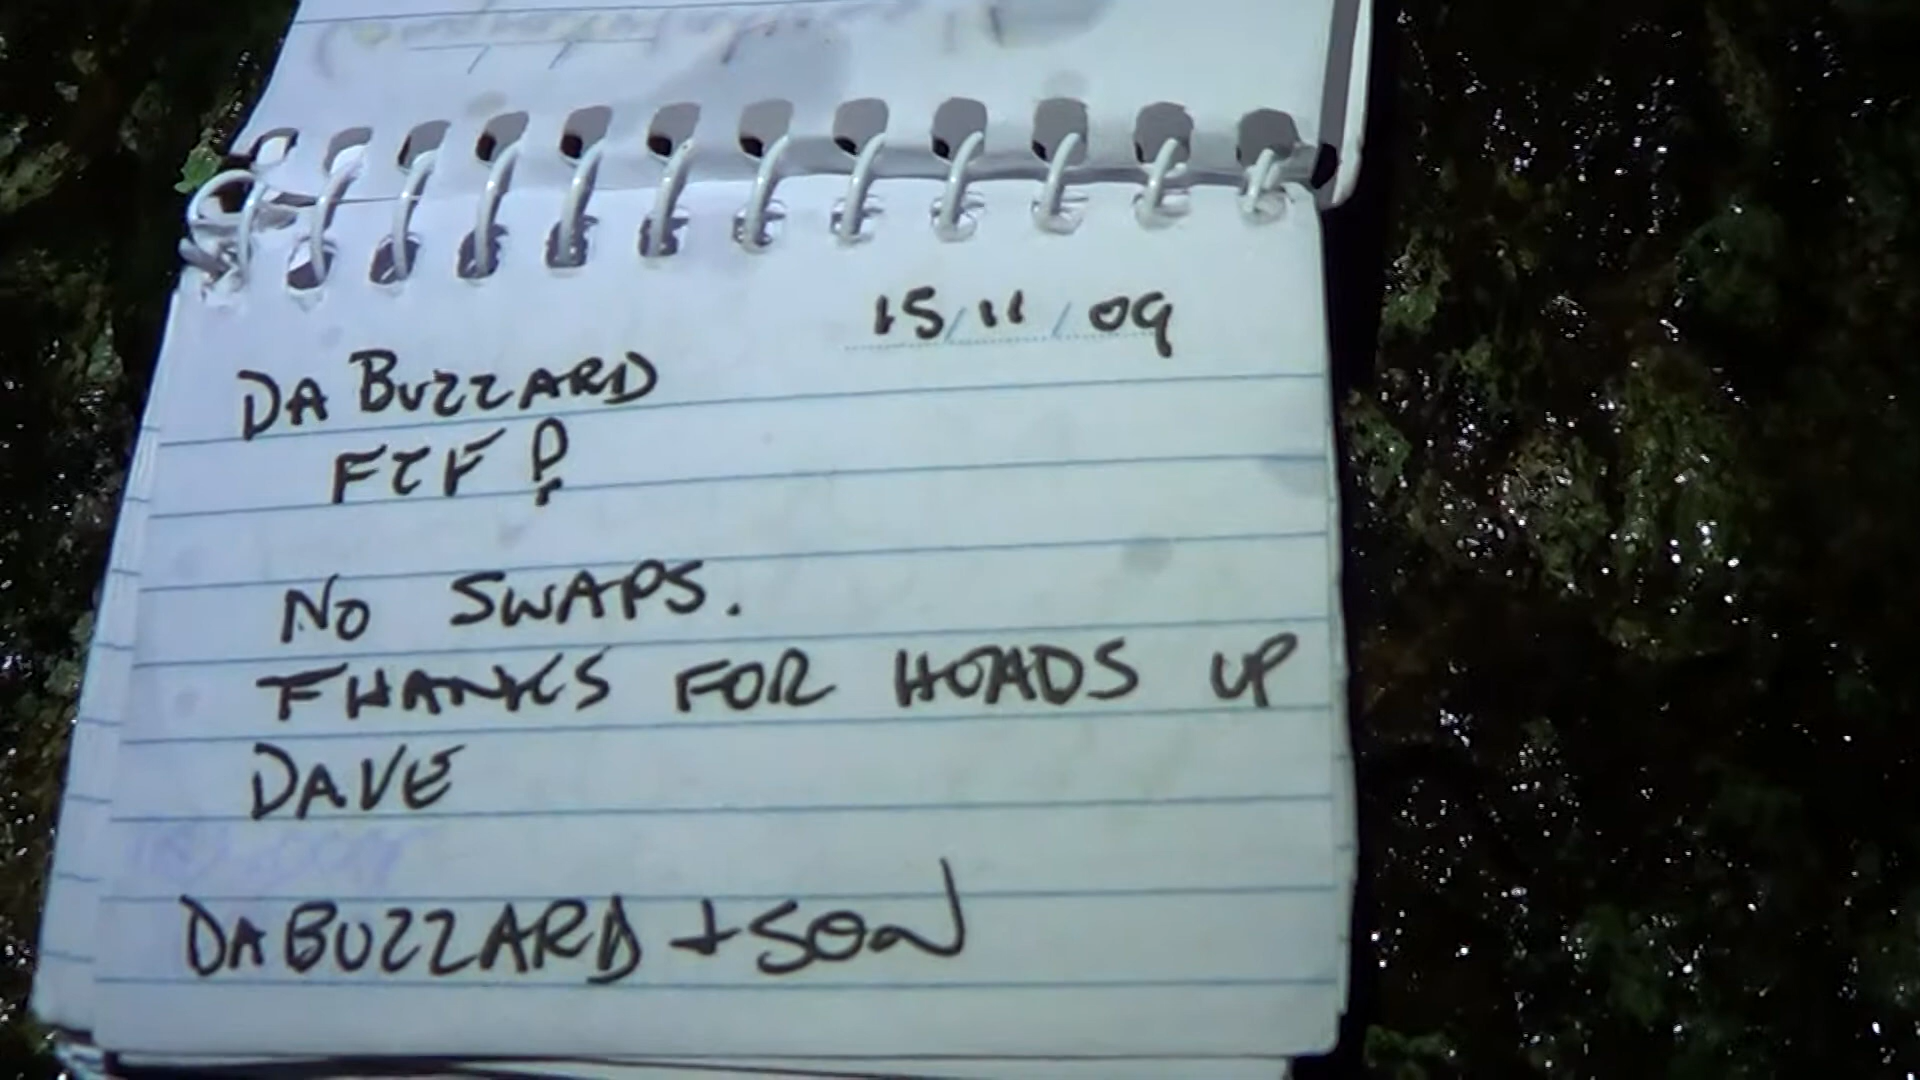 15/11/09
DA BUZZARD
FTF !
NO SWAPS.
THANKS FOR HEADS UP
DAVE
DA BUZZARD + SON